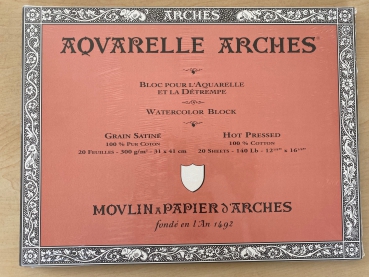 ARCHES
AQVARELLE ARCHES®
BLOC POUR L'AQUARELLE
ET LA DÉTREMPE
WATERCOLOR BLOCK
GRAIN SATINÉ
100 % PUR COTON
20 FEUILLES - 300 g/m² - 31 x 41 cm
HOT PRESSED
100 % COTTON
20 SHEETS - 140 Lb -
MOVLIN À PAPIER D'ARCHES
fondé en l'An 1492
ARCHES